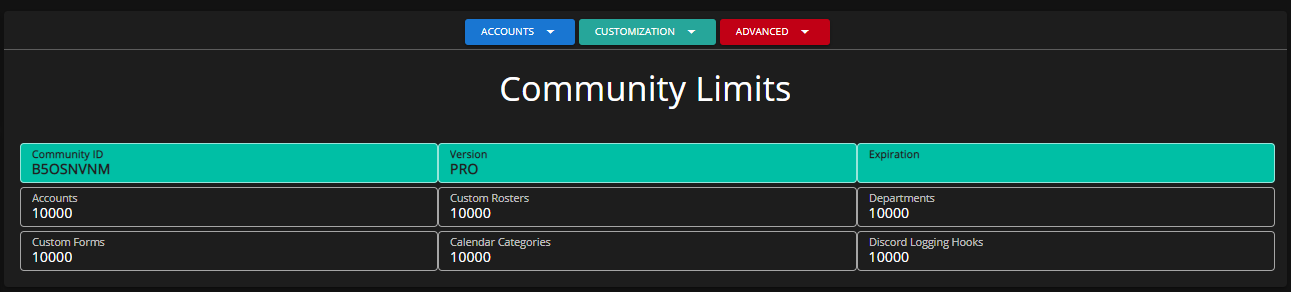 ACCOUNTS CUSTOMIZATION ADVANCED
Community Limits
Community ID Version Expiration
B5OSNVNM PRO
Accounts Custom Rosters Departments
10000 10000 10000
Custom Forms Calendar Categories Discord Logging Hooks
10000 10000 10000